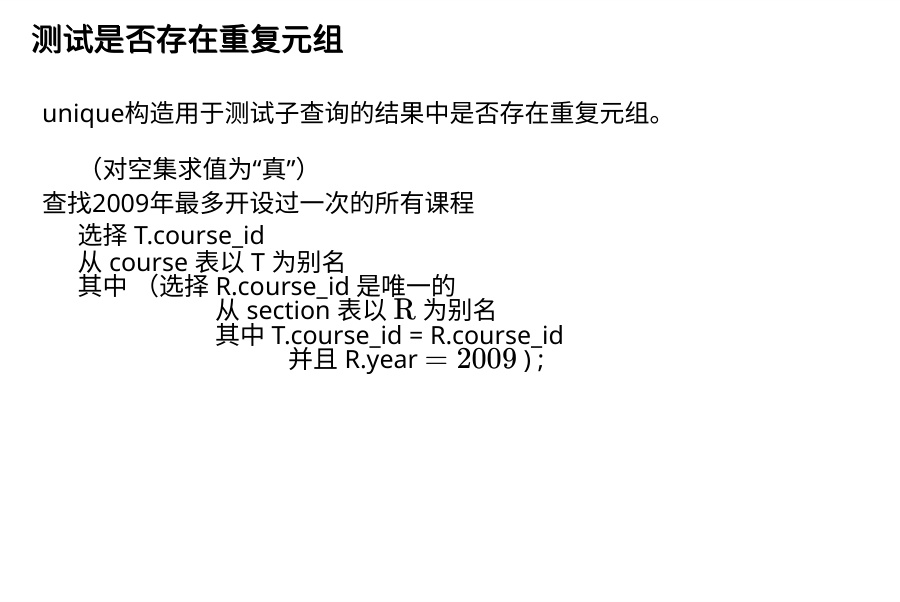 测试是否存在重复元组
unique构造用于测试子查询的结果中是否存在重复元组。
（对空集求值为“真”）
查找2009年最多开设过一次的所有课程
选择 T.course_id
从 course 表以 T 为别名
其中 （选择 R.course_id 是唯一的
从 section 表以 R 为别名
其中 T.course_id = R.course_id
并且 R.year = 2009 ) ;